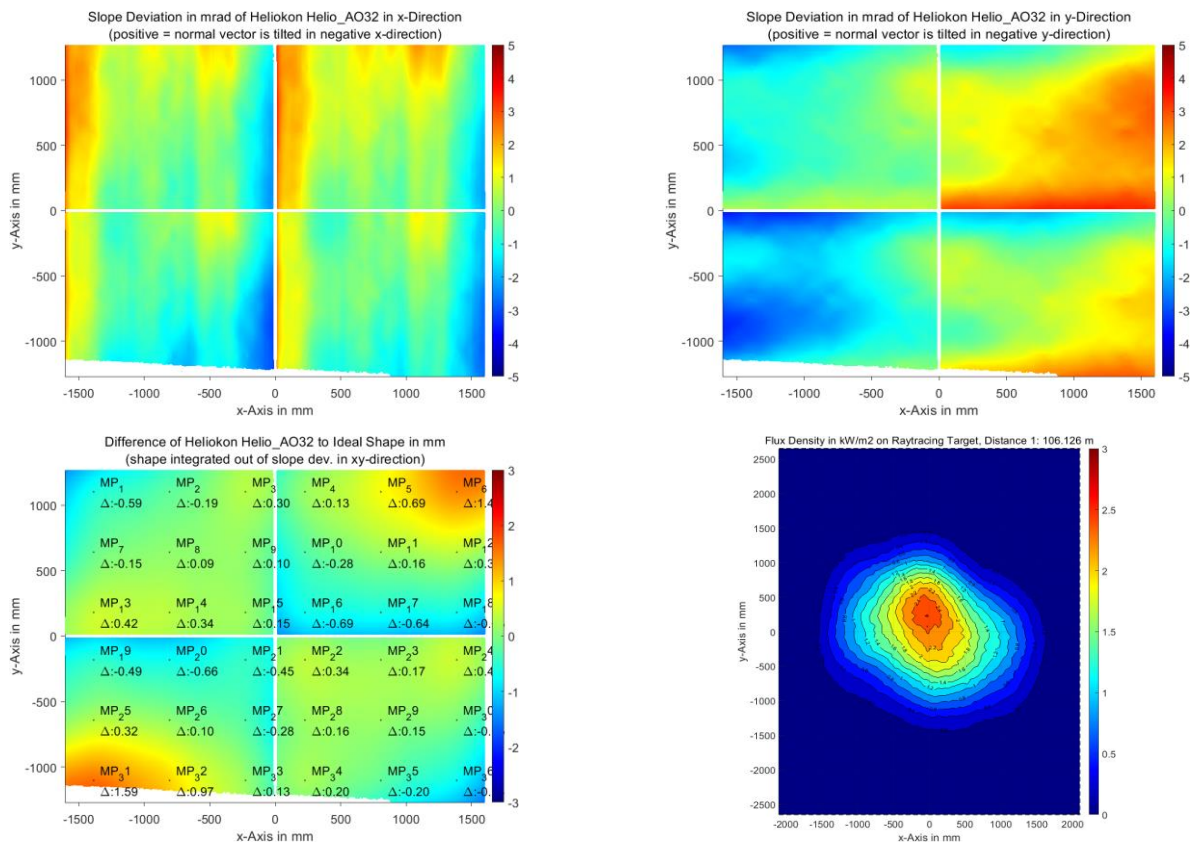 Slope Deviation in mrad of Heliokon Helio_AO32 in x-Direction
(positive = normal vector is tilted in negative x-direction)
5
4
3
2
1
0
-1
-2
-3
-4
-5
1000
500
0
-500
-1000
y-Axis in mm
-1500 -1000 -500 0 500 1000 1500
x-Axis in mm
Slope Deviation in mrad of Heliokon Helio_AO32 in y-Direction
(positive = normal vector is tilted in negative y-direction)
5
4
3
2
1
0
-1
-2
-3
-4
-5
1000
500
0
-500
-1000
y-Axis in mm
-1500 -1000 -500 0 500 1000 1500
x-Axis in mm
Difference of Heliokon Helio_AO32 to Ideal Shape in mm
(shape integrated out of slope dev. in xy-direction)
MP1 MP2 MP3 MP4 MP5 MP6
Δ:-0.59 Δ:-0.19 Δ:0.30 Δ:0.13 Δ:0.69 Δ:1.4
MP7 MP8 MP9 MP10 MP11 MP12
Δ:-0.15 Δ:0.09 Δ:0.10 Δ:-0.28 Δ:0.16 Δ:0.3
MP13 MP14 MP15 MP16 MP17 MP18
Δ:0.42 Δ:0.34 Δ:0.15 Δ:-0.69 Δ:-0.64 Δ:-0.
MP19 MP20 MP21 MP22 MP23 MP24
Δ:-0.49 Δ:-0.66 Δ:-0.45 Δ:0.34 Δ:0.17 Δ:0.4
MP25 MP26 MP27 MP28 MP29 MP30
Δ:0.32 Δ:0.10 Δ:-0.28 Δ:0.16 Δ:0.15 Δ:-0.
MP31 MP32 MP33 MP34 MP35 MP36
Δ:1.59 Δ:0.97 Δ:0.13 Δ:0.20 Δ:-0.20 Δ:-0.
3
2
1
0
-1
-2
-3
1000
500
0
-500
-1000
y-Axis in mm
-1500 -1000 -500 0 500 1000 1500
x-Axis in mm
Flux Density in kW/m2 on Raytracing Target, Distance 1: 106.126 m
3
2.5
2
1.5
1
0.5
0
2500
2000
1500
1000
500
0
-500
-1000
-1500
-2000
-2500
y-Axis in mm
-2000 -1500 -1000 -500 0 500 1000 1500 2000
x-Axis in mm